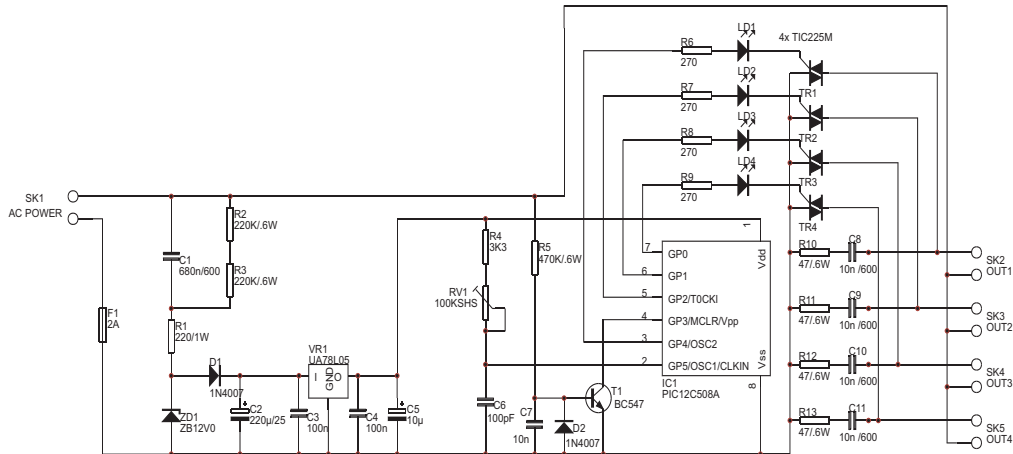 LD1
4x TIC225M
R6
270
LD2
R7
270
TR1
LD3
R8
270
TR2
LD4
R9
270
TR3
TR4
SK1
AC POWER
R2
220K/.6W
C1
680n/600
R3
220K/.6W
R4
3K3
R5
470K/.6W
RV1
100KSHS
F1
2A
R1
220/1W
D1
1N4007
VR1
UA78L05
I
GND
O
ZD1
ZB12V0
C2
220µ/25
C3
100n
C4
100n
C5
10µ
C6
100pF
C7
10n
D2
1N4007
T1
BC547
1
Vdd
7
GP0
6
GP1
5
GP2/T0CKI
4
GP3/MCLR/Vpp
3
GP4/OSC2
2
GP5/OSC1/CLKIN
Vss
8
IC1
PIC12C508A
R10
47/.6W
C8
10n /600
SK2
OUT1
R11
47/.6W
C9
10n /600
SK3
OUT2
R12
47/.6W
C10
10n /600
SK4
OUT3
R13
47/.6W
C11
10n /600
SK5
OUT4